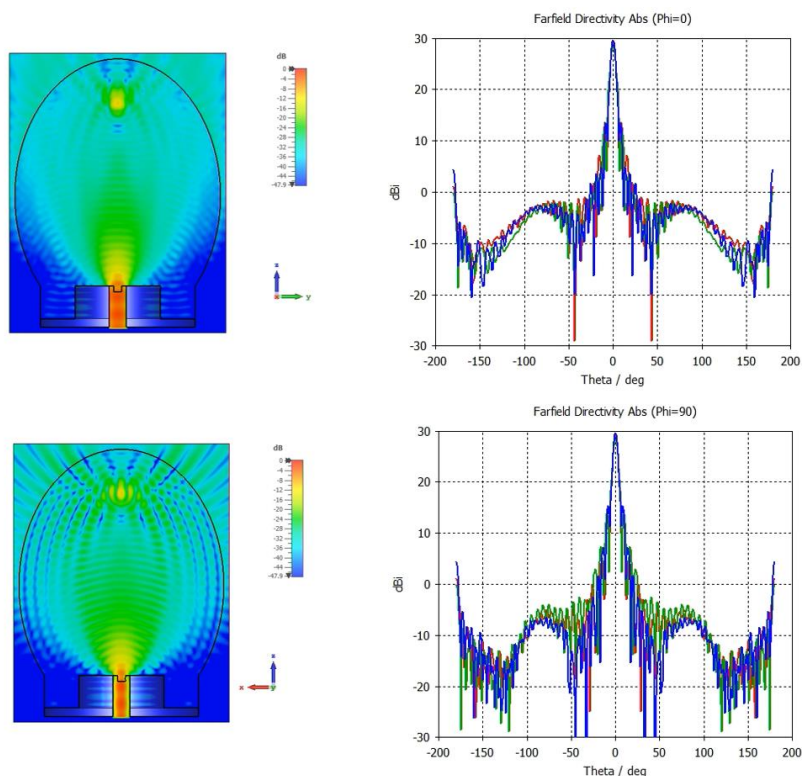 Farfield Directivity Abs (Phi=0)
dB
0
-4
-8
-12
-16
-20
-24
-28
-32
-36
-40
-44
-47.9
z
x
y
30
20
10
0
-10
-20
-30
dBi
-200 -150 -100 -50 0 50 100 150 200
Theta / deg
Farfield Directivity Abs (Phi=90)
dB
0
-4
-8
-12
-16
-20
-24
-28
-32
-36
-40
-44
-47.9
z
x
y
30
20
10
0
-10
-20
-30
dBi
-200 -150 -100 -50 0 50 100 150 200
Theta / deg